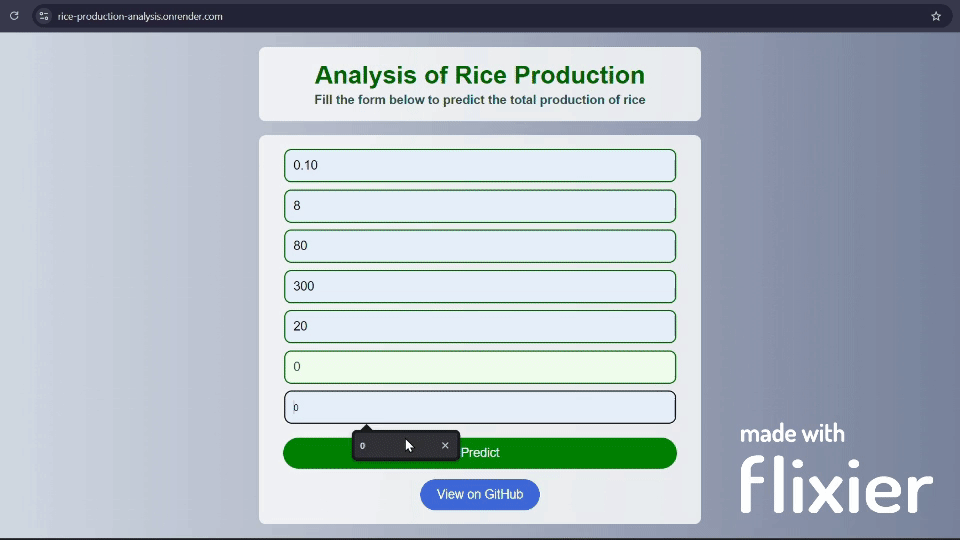 rice-production-analysis.onrender.com
Analysis of Rice Production
Fill the form below to predict the total production of rice
0.10
8
80
300
20
0
0
0
Predict
View on GitHub
made with
flixier